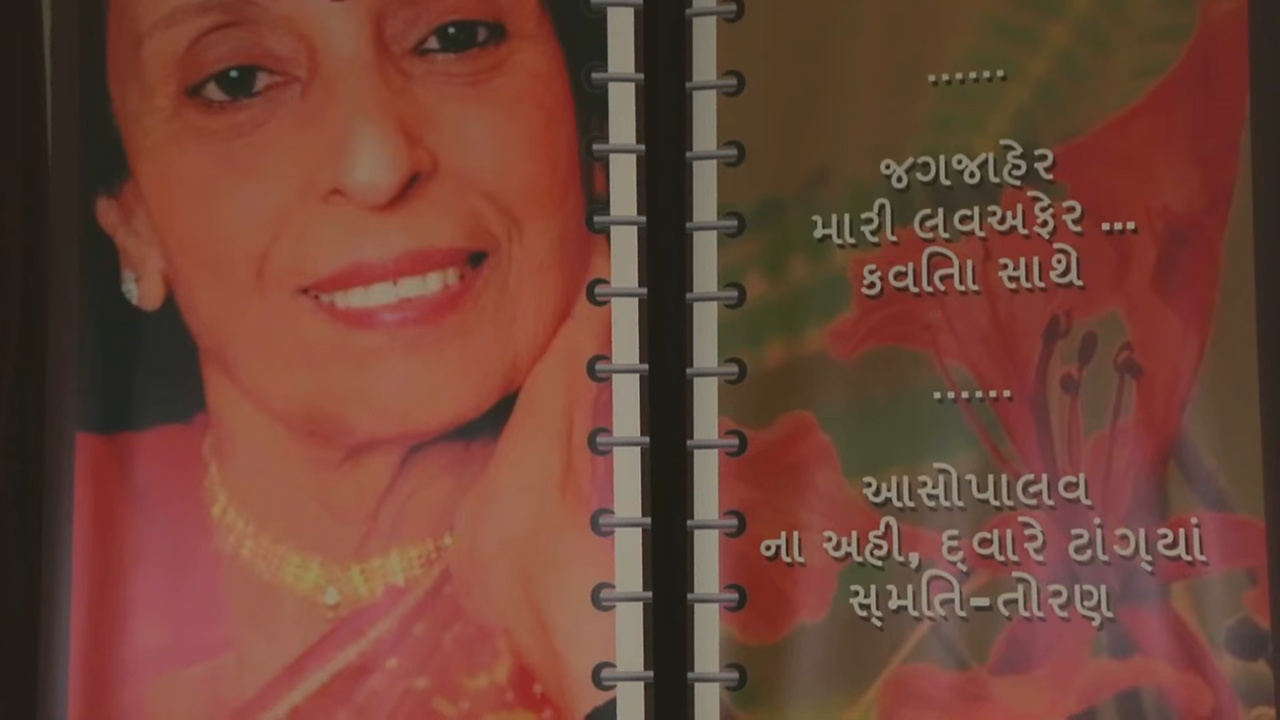 ......
જગજાહેર
મારી લવઅફેર ...
કવતિા સાથે
......
આસોપાલવ
ના અહી, દ્‌વારે ટાંગ્‌યાં
સ્‌મતિ-તોરણ